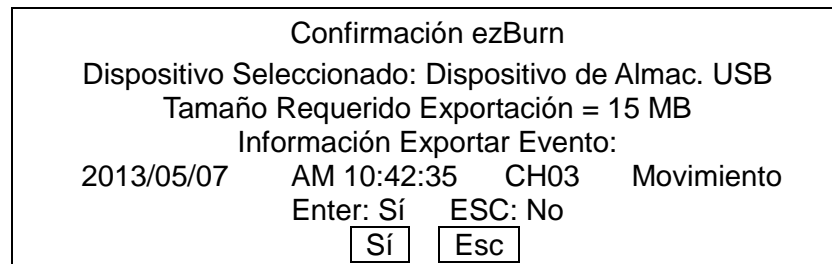 Confirmación ezBurn
Dispositivo Seleccionado: Dispositivo de Almac. USB
Tamaño Requerido Exportación = 15 MB
Información Exportar Evento:
2013/05/07 AM 10:42:35 CH03 Movimiento
Enter: Sí ESC: No
Sí Esc